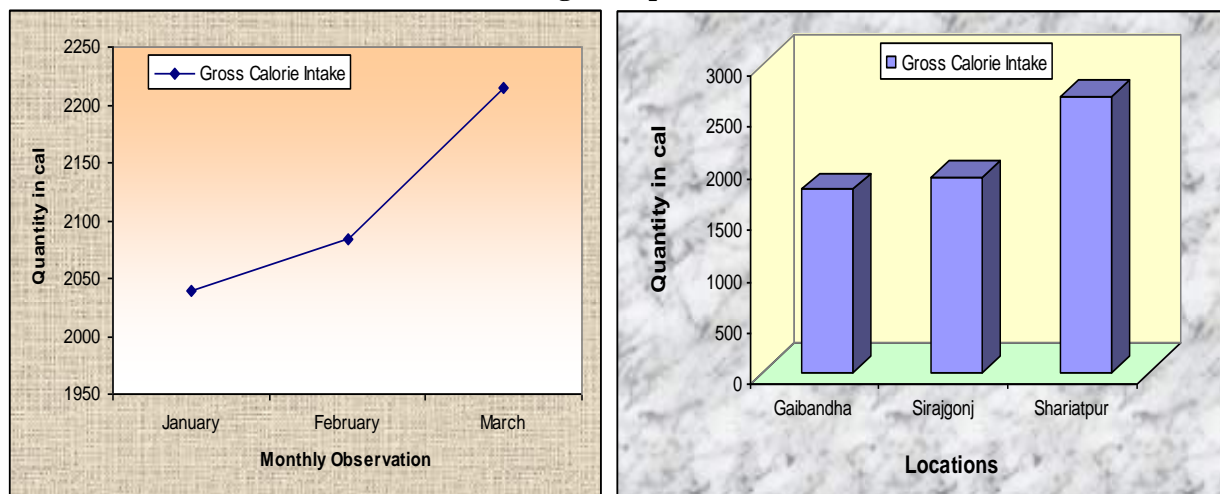 2250
2200
2150
2100
2050
2000
1950
Quantity in cal
Gross Calorie Intake
January February March
Monthly Observation
3000
2500
2000
1500
1000
500
0
Quantity in cal
Gross Calorie Intake
Gaibandha Sirajgonj Shariatpur
Locations